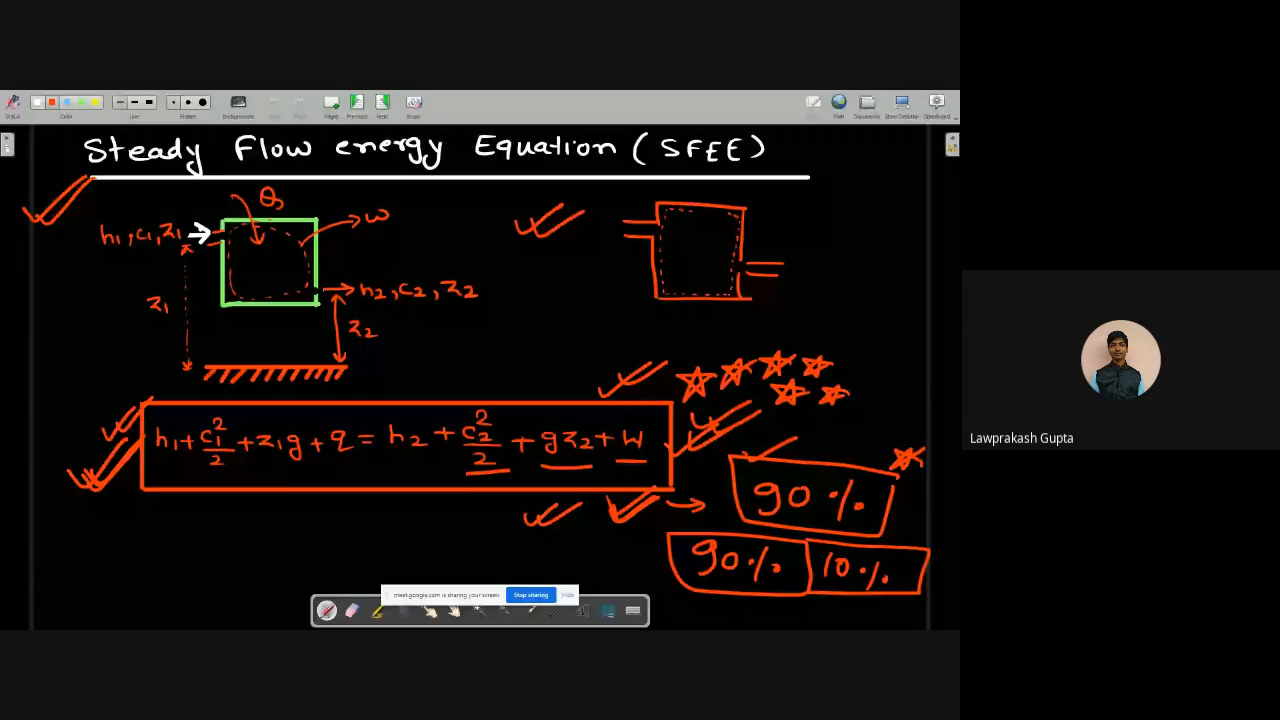 Steady Flow energy Equation (SFEE)
Q
W
h₁, c₁, z₁
h₂, c₂, z₂
z₁
z₂
h₁ + c₁²/2 + z₁g + q = h₂ + c₂²/2 + gz₂ + W
90%
90% 10%
meet.google.com is sharing your screen. Stop sharing Hide
Lawprakash Gupta